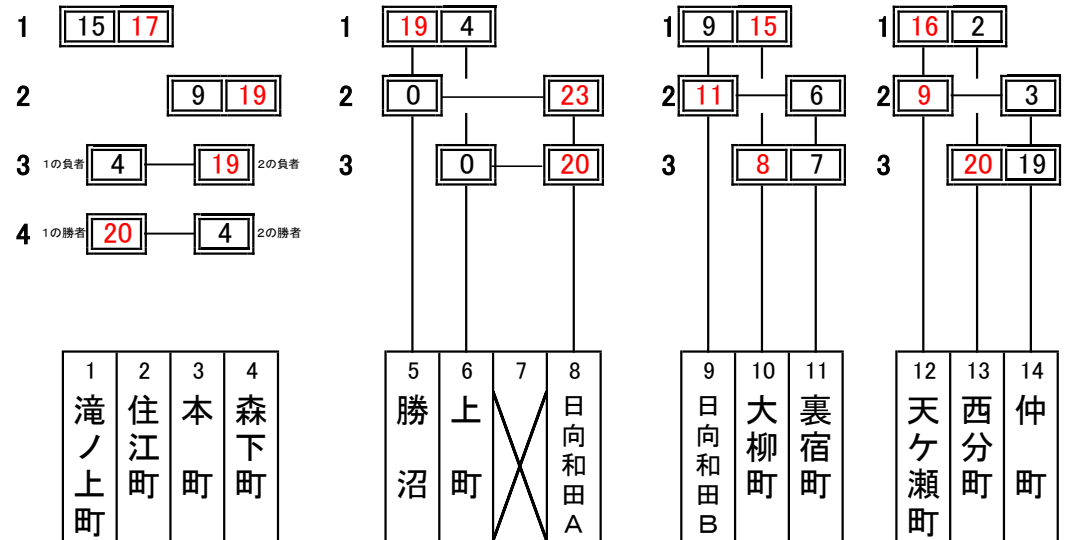 1 15 17 1 19 4 1 9 15 1 16 2
2 9 19 2 0 23 2 11 6 2 9 3
3 1の負者 4 19 2の負者 3 0 20 3 8 7 3 20 19
4 1の勝者 20 4 2の勝者
1 2 3 4 5 6 7 8 9 10 11 12 13 14
滝ノ上町
住江町
本町
森下町
勝沼
上町
日向和田A
日向和田B
大柳町
裏宿町
天ケ瀬町
西分町
仲町